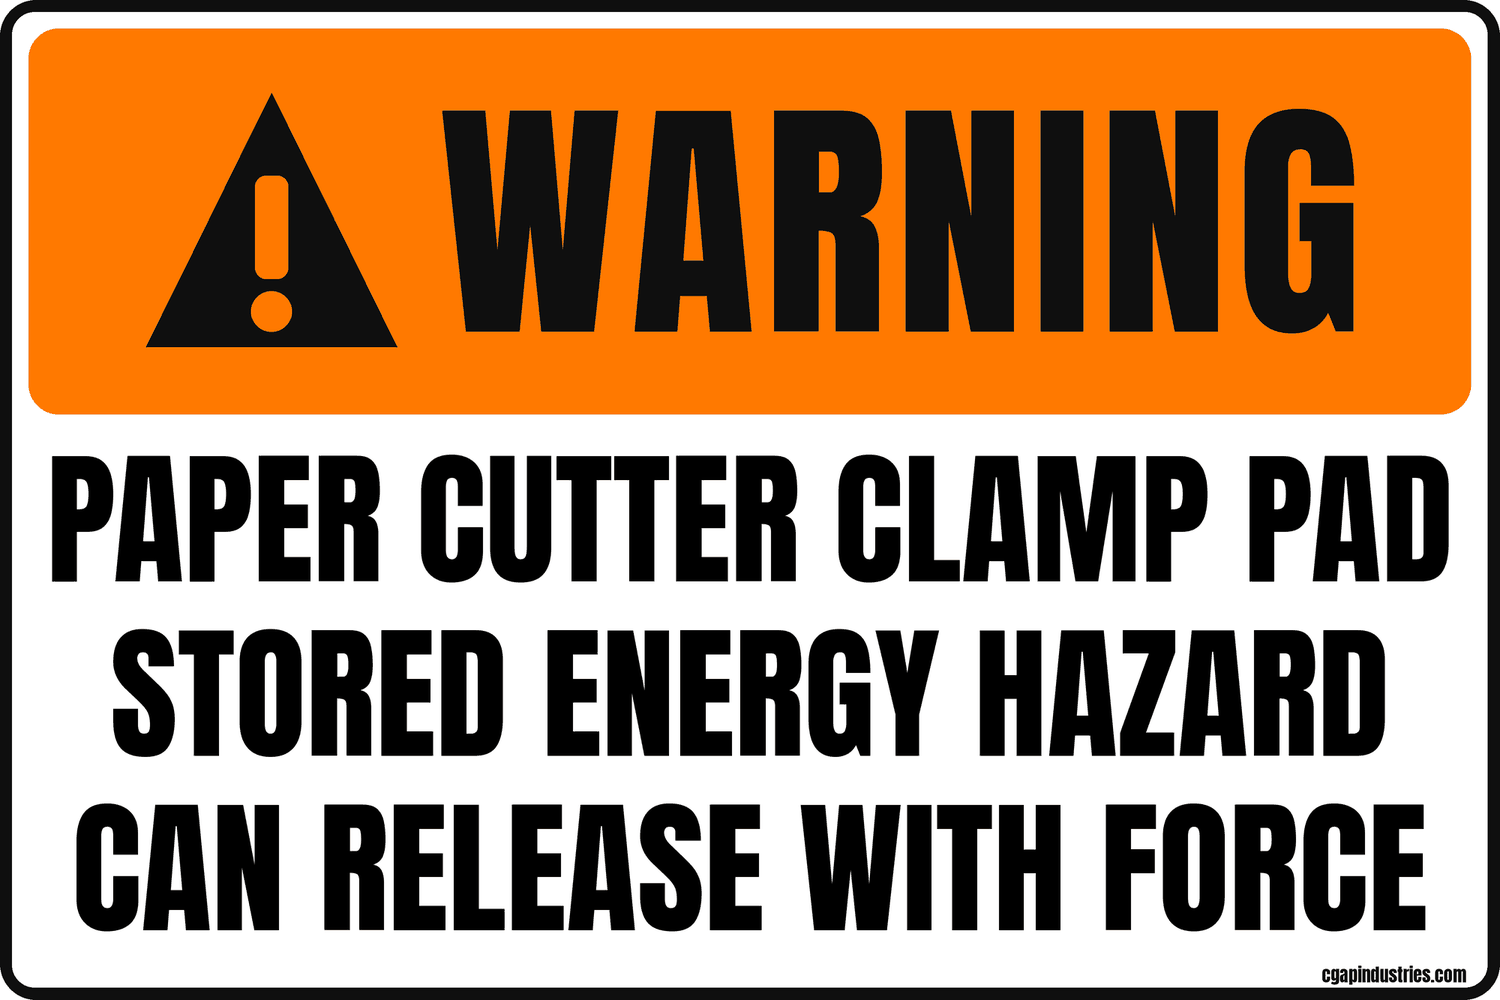 WARNING
PAPER CUTTER CLAMP PAD
STORED ENERGY HAZARD
CAN RELEASE WITH FORCE
cgapindustries.com